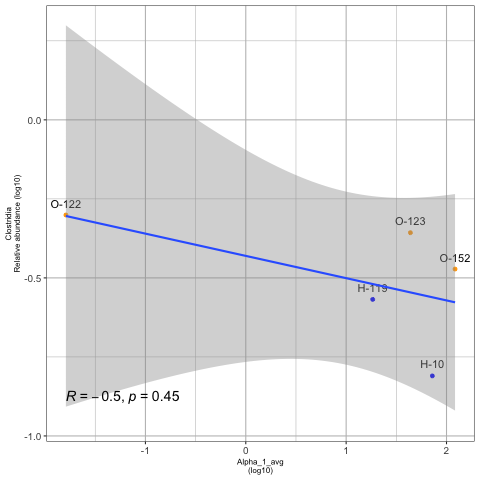 0.0
O-122
O-123
O-152
Clostridia
Relative abundance (log10)
-0.5
H-119
H-10
R = −0.5, p = 0.45
-1.0
-1
0
1
2
Alpha_1_avg
(log10)